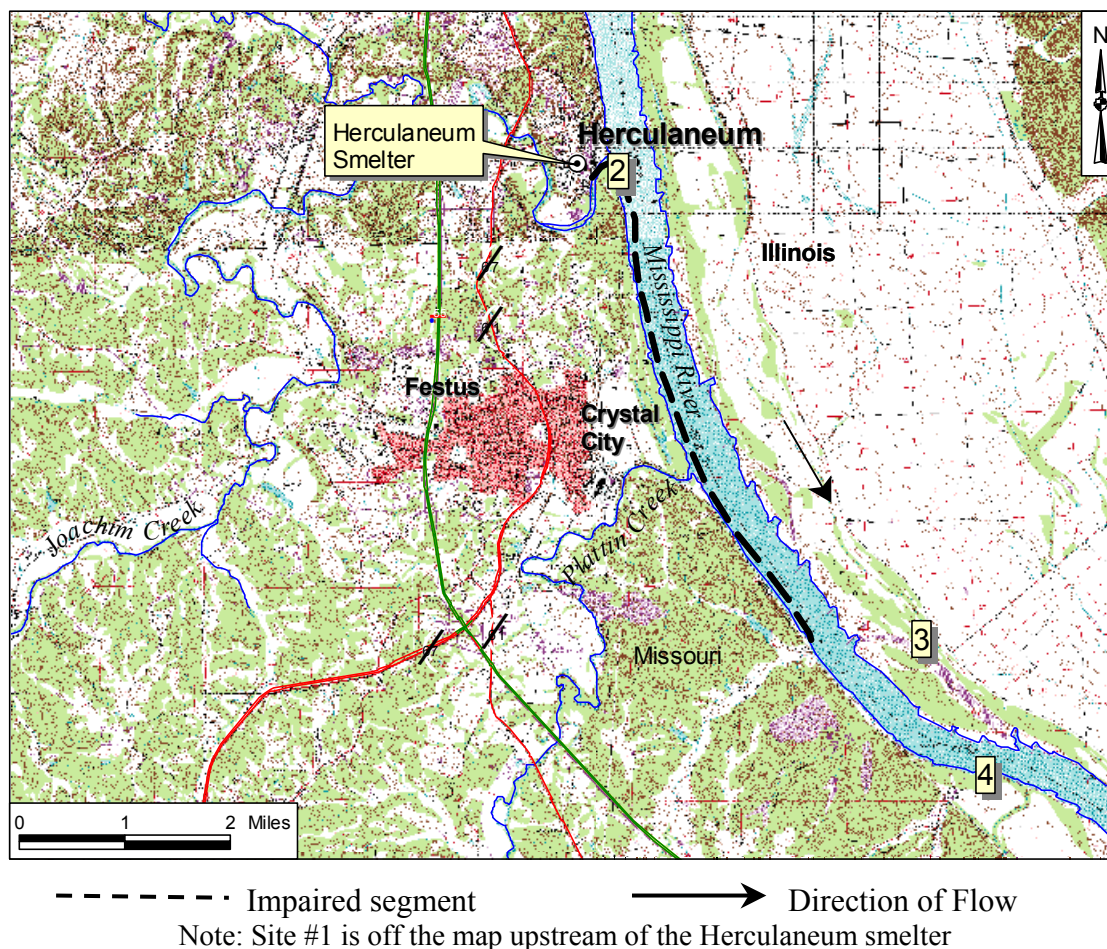 N
Herculaneum
Smelter
Herculaneum
2
Illinois
Mississippi River
Festus
Crystal
City
Joachim Creek
Plattin Creek
Missouri
3
4
0 1 2 Miles
Impaired segment
Direction of Flow
Note: Site #1 is off the map upstream of the Herculaneum smelter